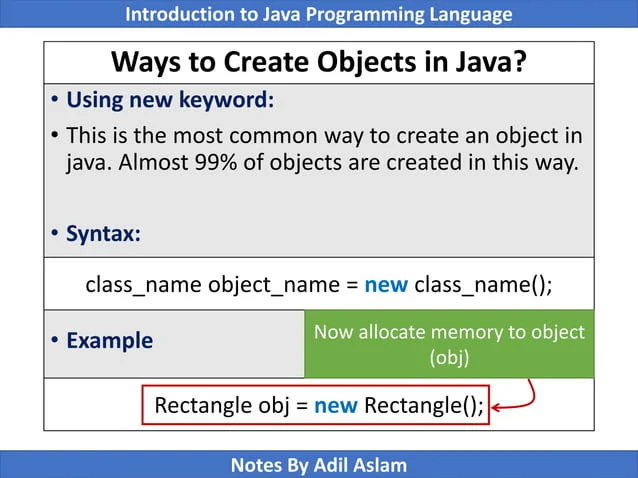 Introduction to Java Programming Language
Ways to Create Objects in Java?
• Using new keyword:
• This is the most common way to create an object in
java. Almost 99% of objects are created in this way.
• Syntax:
class_name object_name = new class_name();
• Example
Now allocate memory to object
(obj)
Rectangle obj = new Rectangle();
Notes By Adil Aslam